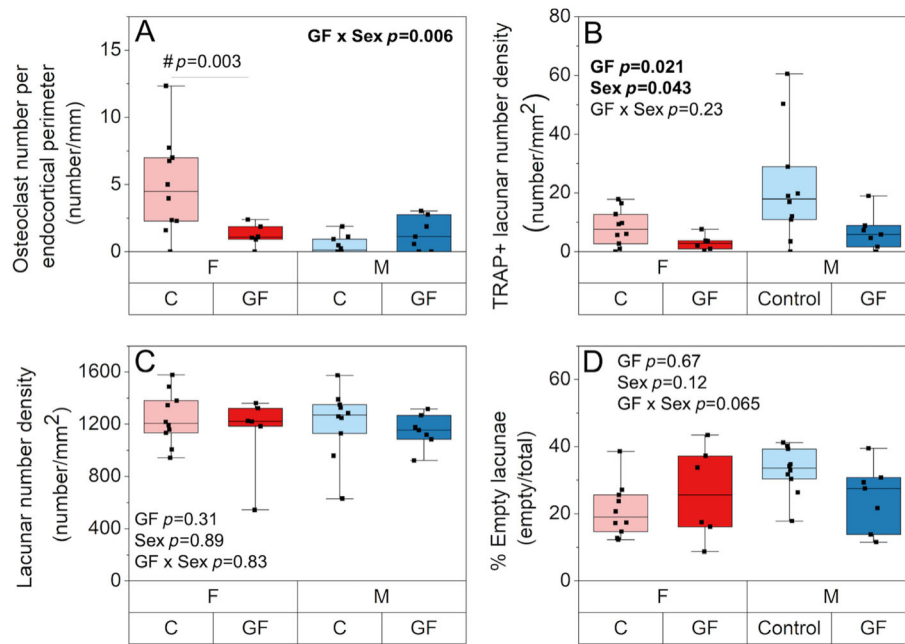 A
GF x Sex p=0.006
# p=0.003
Osteoclast number per
endocortical perimeter
(number/mm)
15
10
5
0
F
M
C
GF
C
GF
B
GF p=0.021
Sex p=0.043
GF x Sex p=0.23
TRAP+ lacunar number density
(number/mm²)
80
60
40
20
0
F
M
C
GF
Control
GF
C
Lacunar number density
(number/mm²)
1600
1200
800
400
0
GF p=0.31
Sex p=0.89
GF x Sex p=0.83
F
M
C
GF
C
GF
D
GF p=0.67
Sex p=0.12
GF x Sex p=0.065
% Empty lacunae
(empty/total)
60
40
20
0
F
M
C
GF
Control
GF